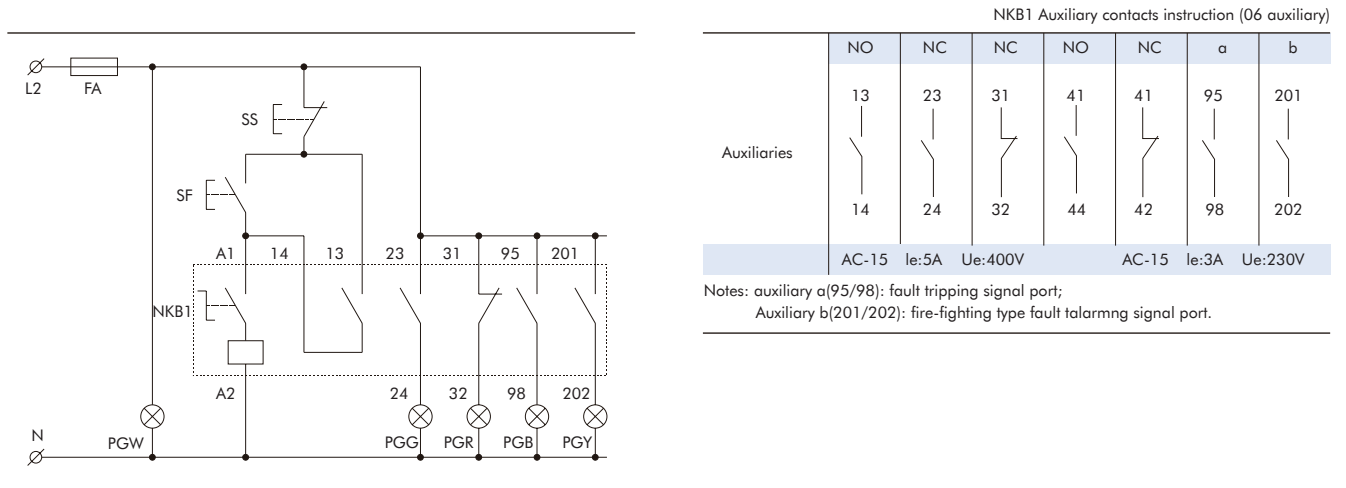 NKB1 Auxiliary contacts instruction (06 auxiliary)
L2
FA
SS
SF
A1 14 13 23 31 95 201
NKB1
A2 24 32 98 202
N
PGW PGG PGR PGB PGY
NO NC NC NO NC a b
13 23 31 41 41 95 201
Auxiliaries
14 24 32 44 42 98 202
AC-15 Ie:5A Ue:400V AC-15 Ie:3A Ue:230V
Notes: auxiliary a(95/98): fault tripping signal port;
Auxiliary b(201/202): fire-fighting type fault talarmng signal port.